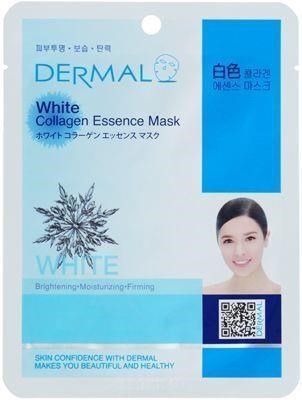 피부투명 • 보습 • 탄력
DERMAL
White
Collagen Essence Mask
ホワイト コラーゲン エッセンス マスク
白色 콜라겐
에센스 마스크
WHITE
Brightening•Moisturizing•Firming
DERMAL
SKIN CONFIDENCE WITH DERMAL
MAKES YOU BEAUTIFUL AND HEALTHY